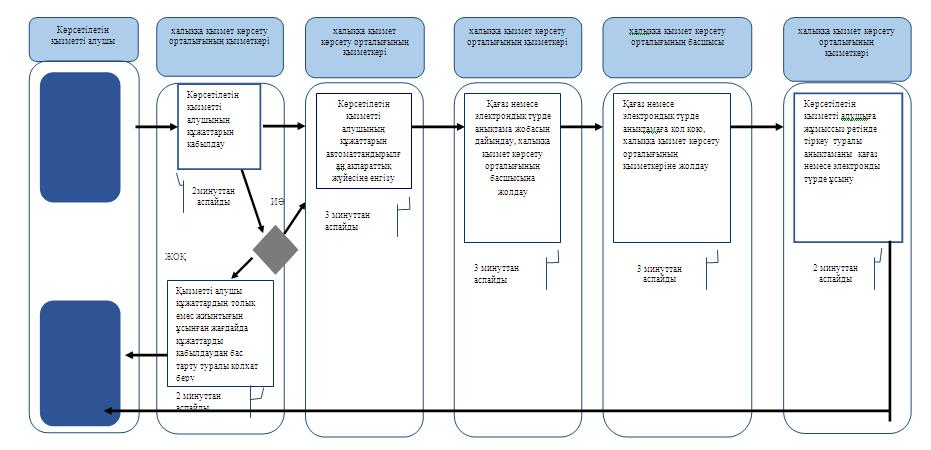 Көрсетілетін
қызметті алушы
халыққа қызмет көрсету
орталығының қызметкері
халыққа қызмет
көрсету орталығының
қызметкері
халыққа қызмет көрсету
орталығының қызметкері
халыққа қызмет көрсету
орталығының басшысы
халыққа қызмет көрсету
орталығының
қызметкері
Көрсетілетін
қызметті
алушының
құжаттарын
қабылдау
2минуттан
аспайды
ИӘ
ЖОҚ
Қызметті алушы
құжаттардың толық
емес жиынтығын
ұсынған жағдайда
құжаттарды
қабылдаудан бас
тарту туралы қолхат
беру
2 минуттан
аспайды
Көрсетілетін
қызметті
алушының
құжаттарын
автоматтандырылғ
ан ақпараттық
жүйесіне енгізу
3 минуттан
аспайды
Қағаз немесе
электрондық түрде
анықтама жобасын
дайындау, халыққа
қызмет көрсету
орталығының
басшысына
жолдау
3 минуттан
аспайды
Қағаз немесе
электрондық түрде
анықтамаға қол қою,
халыққа қызмет көрсету
орталығының
қызметкеріне жолдау
3 минуттан
аспайды
Көрсетілетін
қызметті алушыға
жұмыссыз ретінде
тіркеу туралы
анықтаманы қағаз
немесе электронды
түрде ұсыну
2 минуттан
аспайды